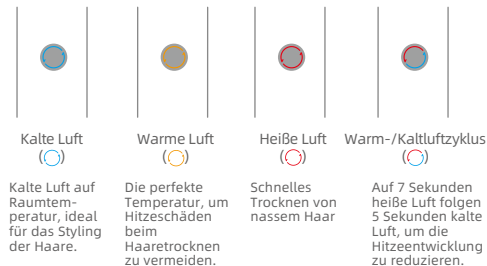 Kalte Luft
Warme Luft
Heiße Luft
Warm-/Kaltluftzyklus
Kalte Luft auf
Raumtem-
peratur, ideal
für das Styling
der Haare.
Die perfekte
Temperatur, um
Hitzeschäden
beim
Haaretrocknen
zu vermeiden.
Schnelles
Trocknen von
nassem Haar
Auf 7 Sekunden
heiße Luft folgen
5 Sekunden kalte
Luft, um die
Hitzeentwicklung
zu reduzieren.